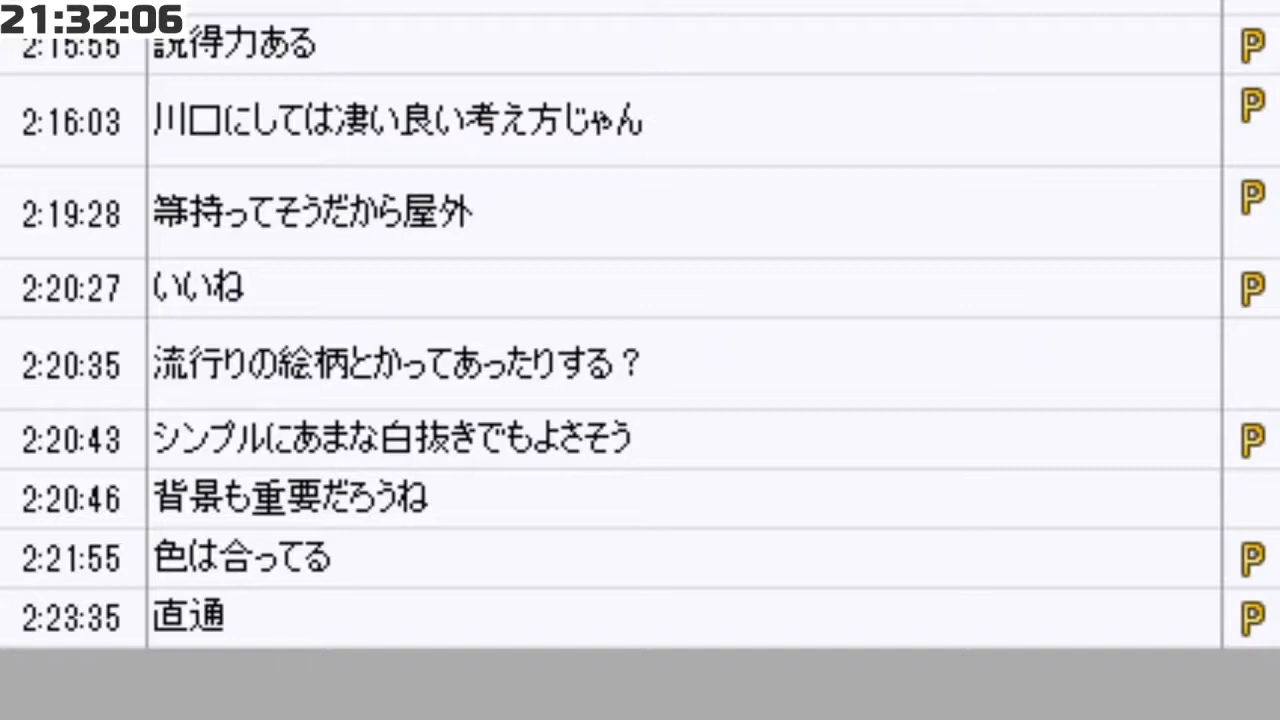 21:32:06
2:15:55 説得力ある P
2:16:03 川口にしては凄い良い考え方じゃん P
2:19:28 箒持ってそうだから屋外 P
2:20:27 いいね P
2:20:35 流行りの絵柄とかってあったりする？
2:20:43 シンプルにあまな白抜きでもよさそう P
2:20:46 背景も重要だろうね
2:21:55 色は合ってる P
2:23:35 直通 P